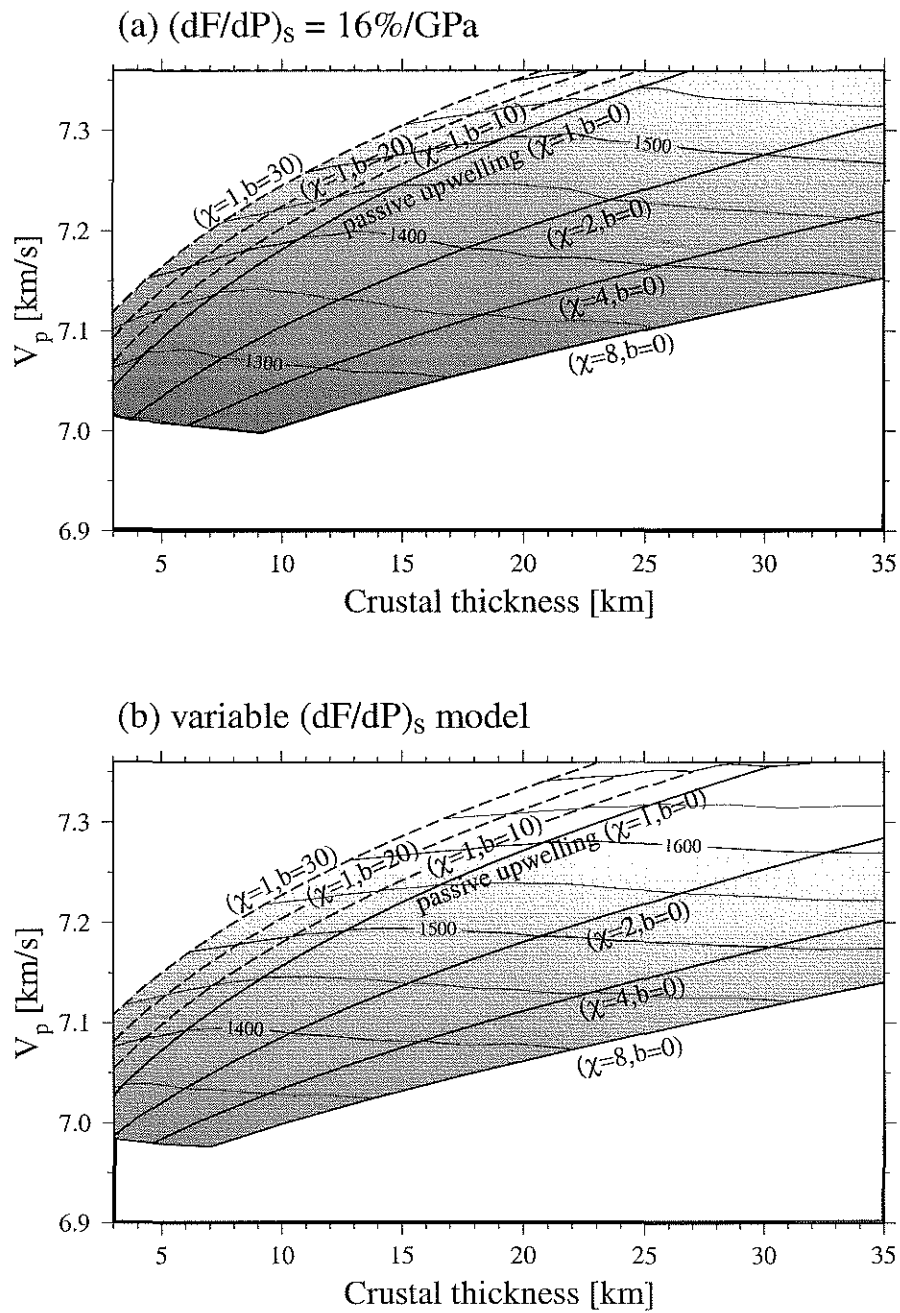 (a) (dF/dP)s = 16%/GPa
7.3
7.2
7.1
7.0
6.9
Vp [km/s]
(χ=1,b=30)
(χ=1,b=20)
(χ=1,b=10)
passive upwelling (χ=1,b=0)
(χ=2,b=0)
(χ=4,b=0)
(χ=8,b=0)
1500
1400
1300
5 10 15 20 25 30 35
Crustal thickness [km]
(b) variable (dF/dP)s model
7.3
7.2
7.1
7.0
6.9
Vp [km/s]
(χ=1,b=30)
(χ=1,b=20)
(χ=1,b=10)
passive upwelling (χ=1,b=0)
(χ=2,b=0)
(χ=4,b=0)
(χ=8,b=0)
1600
1500
1400
5 10 15 20 25 30 35
Crustal thickness [km]